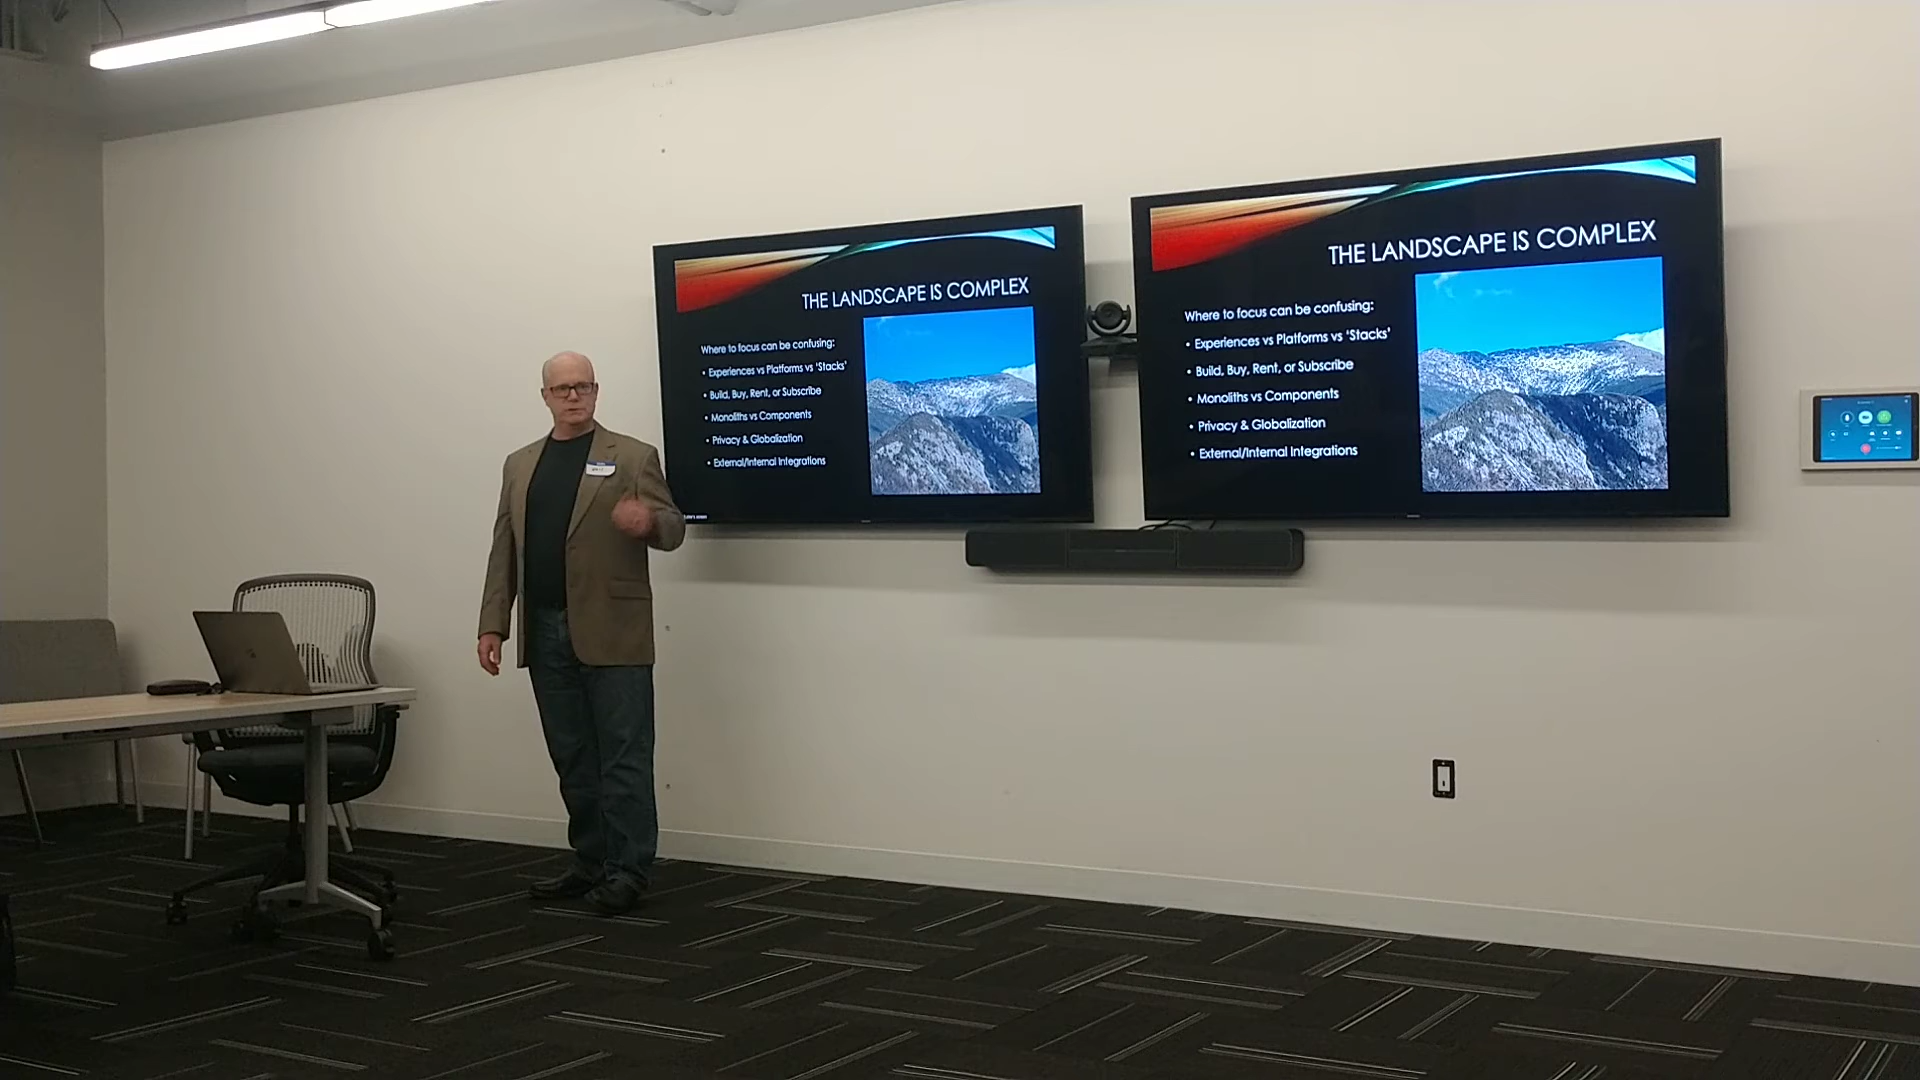 THE LANDSCAPE IS COMPLEX
Where to focus can be confusing:
• Experiences vs Platforms vs 'Stacks'
• Build, Buy, Rent, or Subscribe
• Monoliths vs Components
• Privacy & Globalization
• External/Internal Integrations
THE LANDSCAPE IS COMPLEX
Where to focus can be confusing:
• Experiences vs Platforms vs 'Stacks'
• Build, Buy, Rent, or Subscribe
• Monoliths vs Components
• Privacy & Globalization
• External/Internal Integrations